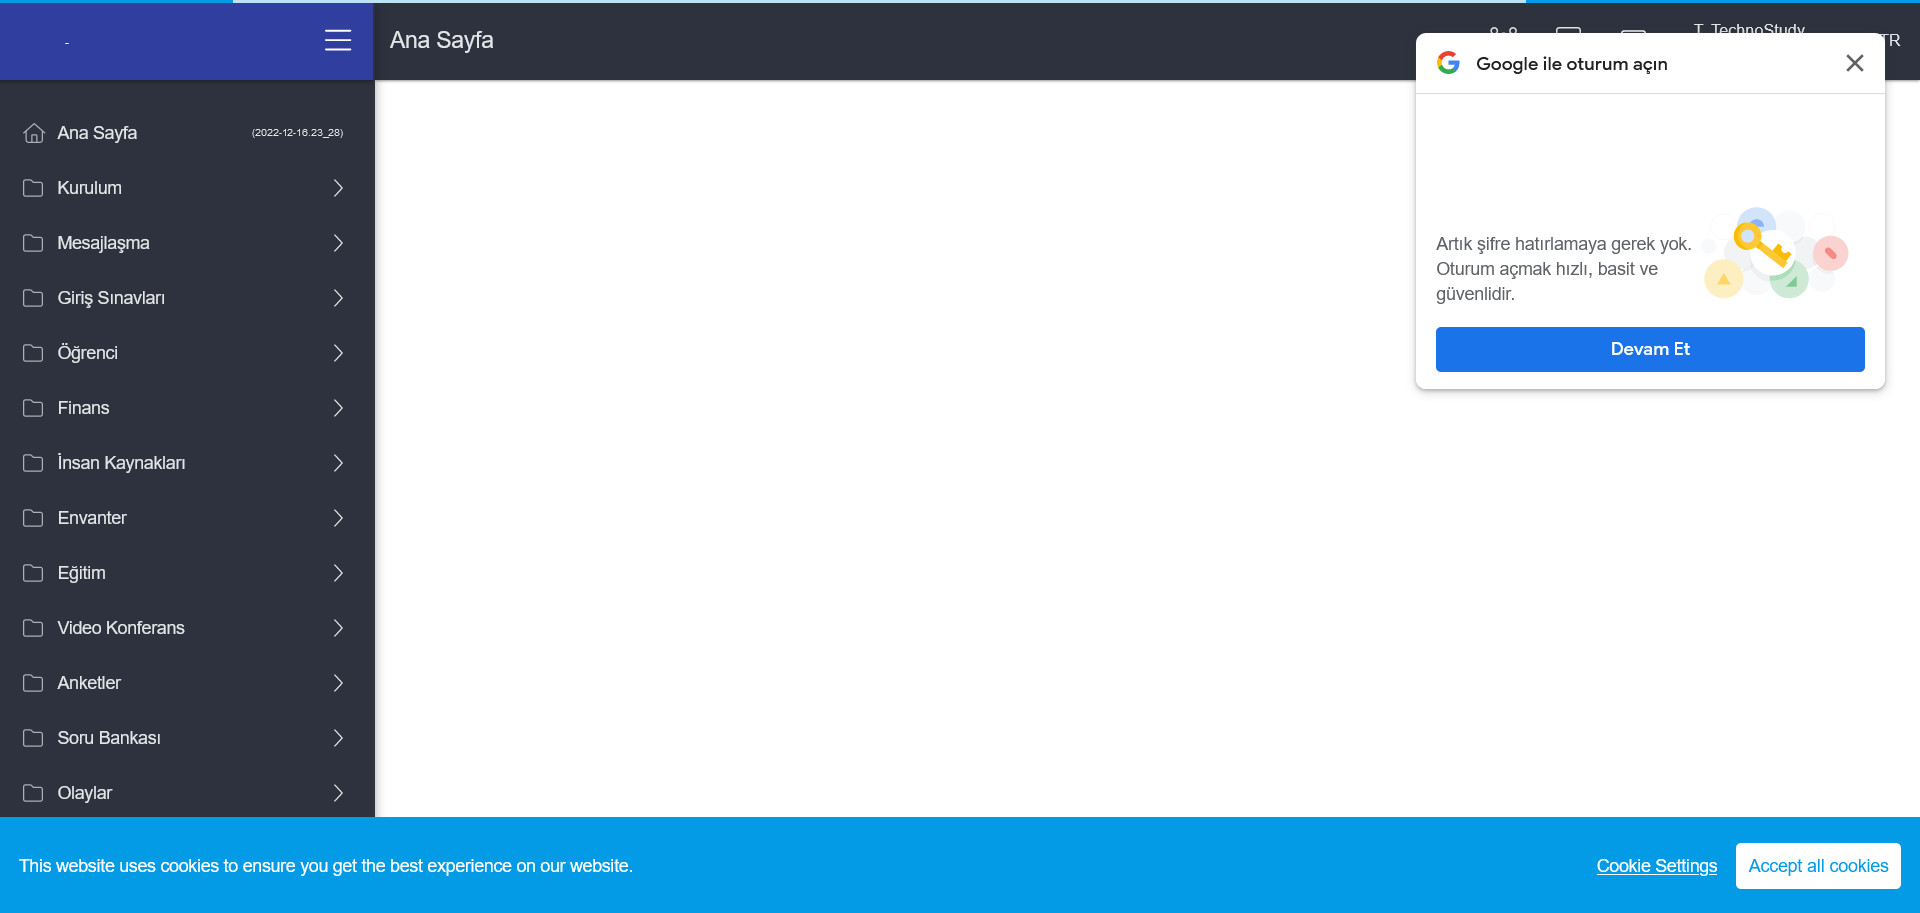 -
Ana Sayfa
T. TechnoStudy
TR
Google ile oturum açın
Artık şifre hatırlamaya gerek yok.
Oturum açmak hızlı, basit ve
güvenlidir.
Devam Et
Ana Sayfa (2022-12-16.23_28)
Kurulum
Mesajlaşma
Giriş Sınavları
Öğrenci
Finans
İnsan Kaynakları
Envanter
Eğitim
Video Konferans
Anketler
Soru Bankası
Olaylar
This website uses cookies to ensure you get the best experience on our website.
Cookie Settings
Accept all cookies